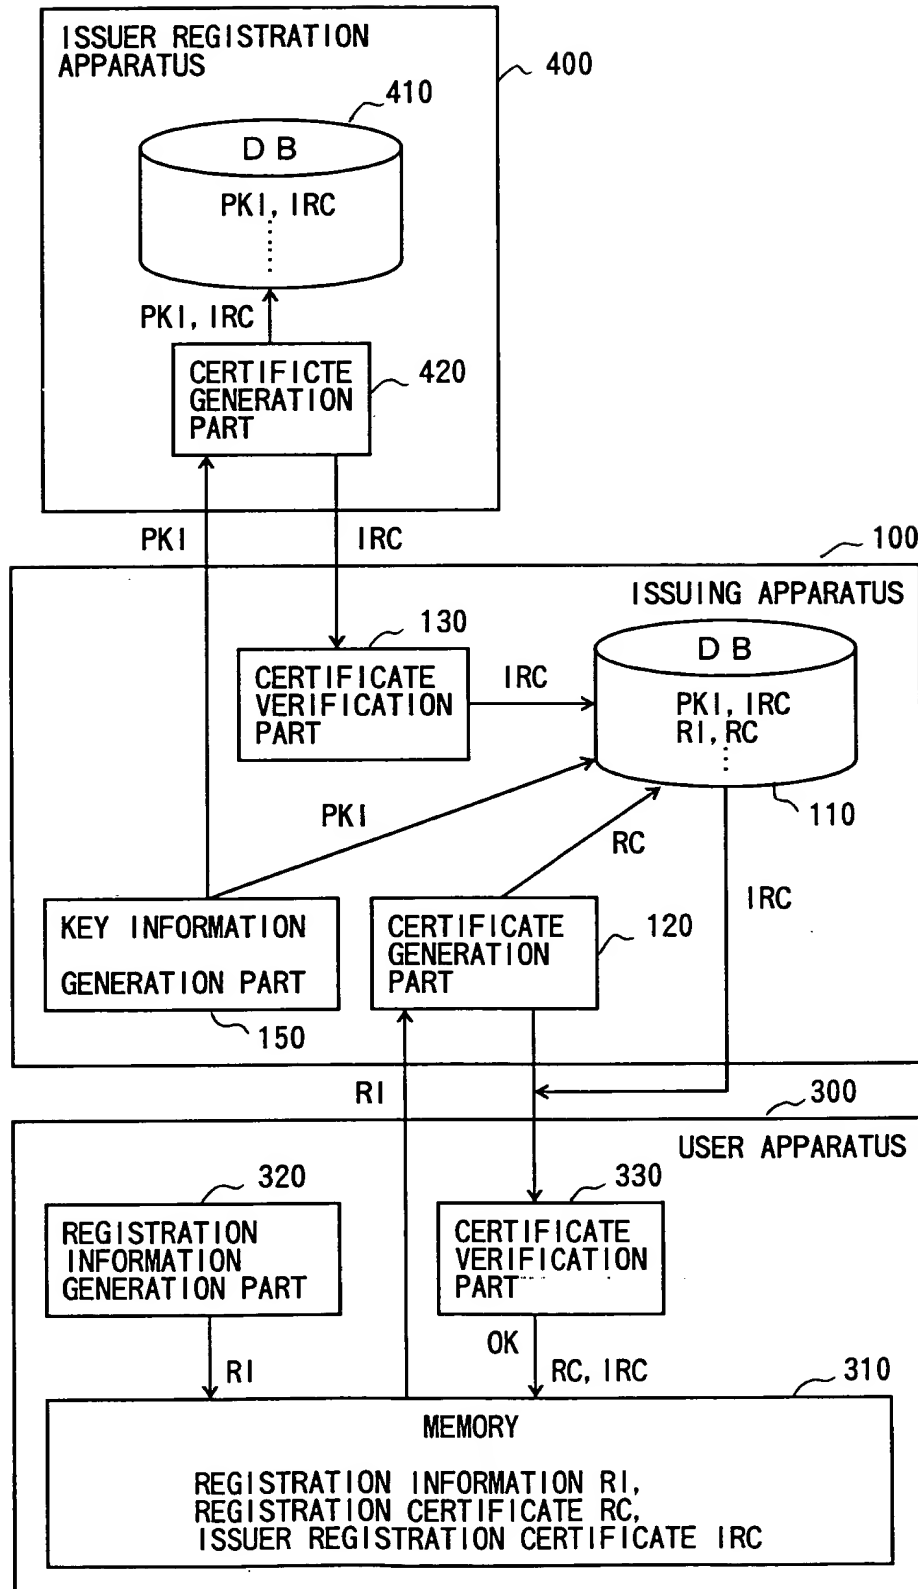 ISSUER REGISTRATION
APPARATUS
400
410
DB
PKI, IRC
PKI, IRC
CERTIFICTE
GENERATION
PART
420
PKI
IRC
100
ISSUING APPARATUS
130
CERTIFICATE
VERIFICATION
PART
IRC
DB
PKI, IRC
RI, RC
110
PKI
RC
IRC
KEY INFORMATION
GENERATION PART
150
CERTIFICATE
GENERATION
PART
120
RI
300
USER APPARATUS
320
REGISTRATION
INFORMATION
GENERATION PART
330
CERTIFICATE
VERIFICATION
PART
OK
RI
RC, IRC
310
MEMORY
REGISTRATION INFORMATION RI,
REGISTRATION CERTIFICATE RC,
ISSUER REGISTRATION CERTIFICATE IRC